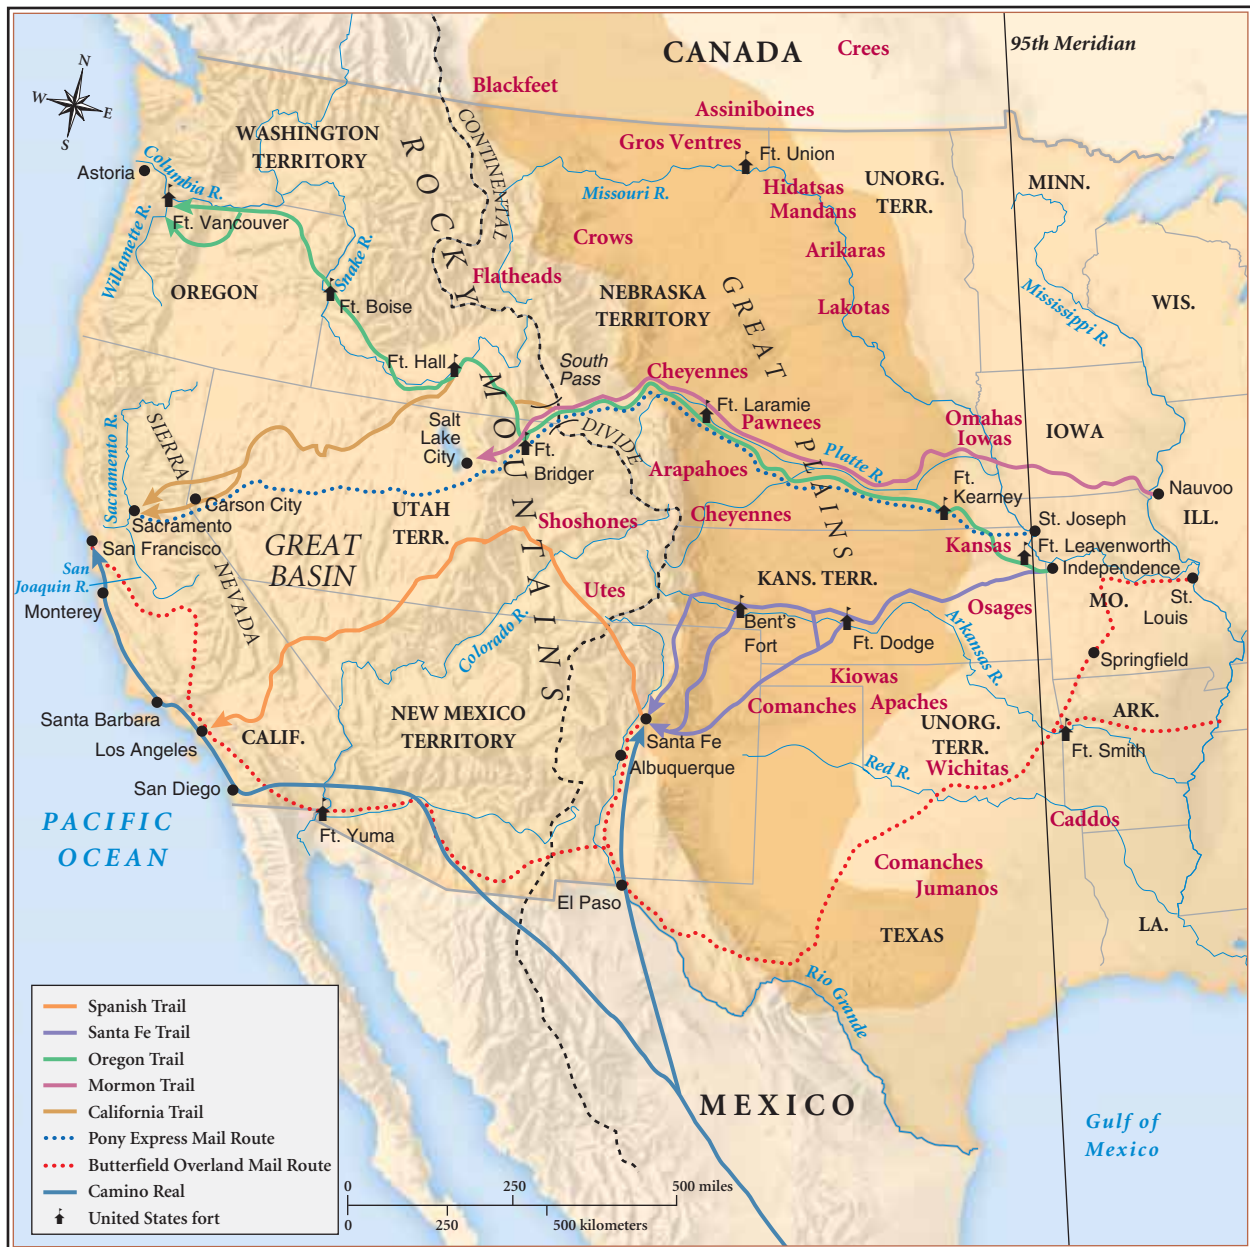 CANADA
Crees
95th Meridian
Blackfeet
Assiniboines
N
W
E
S
CONTINENTAL
DIVIDE
ROCKY
MOUNTAINS
WASHINGTON
TERRITORY
Gros Ventres
Ft. Union
Astoria
Columbia R.
Missouri R.
Hidatsas
Mandans
UNORG.
TERR.
MINN.
Ft. Vancouver
Willamette R.
Snake R.
Crows
Arikaras
Flatheads
OREGON
Ft. Boise
NEBRASKA
TERRITORY
GREAT
PLAINS
Lakotas
Mississippi R.
WIS.
Ft. Hall
South
Pass
Cheyennes
Ft. Laramie
Pawnees
Salt
Lake
City
Ft.
Bridger
Omahas
Iowas
IOWA
Platte R.
SIERRA
NEVADA
Sacramento R.
Arapahoes
Ft.
Kearney
Nauvoo
ILL.
Carson City
Sacramento
UTAH
TERR.
Shoshones
Cheyennes
St. Joseph
San Francisco
GREAT
BASIN
Kansas
Ft. Leavenworth
Independence
San
Joaquin R.
KANS. TERR.
Utes
Monterey
MO.
St.
Louis
Osages
Bent's
Fort
Ft. Dodge
Arkansas R.
Colorado R.
Springfield
Kiowas
Comanches
Apaches
Santa Barbara
NEW MEXICO
TERRITORY
UNORG.
TERR.
ARK.
Los Angeles
CALIF.
Santa Fe
Ft. Smith
Albuquerque
Red R.
Wichitas
San Diego
PACIFIC
OCEAN
Ft. Yuma
Caddos
Comanches
Jumanos
El Paso
TEXAS
LA.
Rio Grande
MEXICO
Gulf of
Mexico
Spanish Trail
Santa Fe Trail
Oregon Trail
Mormon Trail
California Trail
Pony Express Mail Route
Butterfield Overland Mail Route
Camino Real
United States fort
0 250 500 miles
0 250 500 kilometers